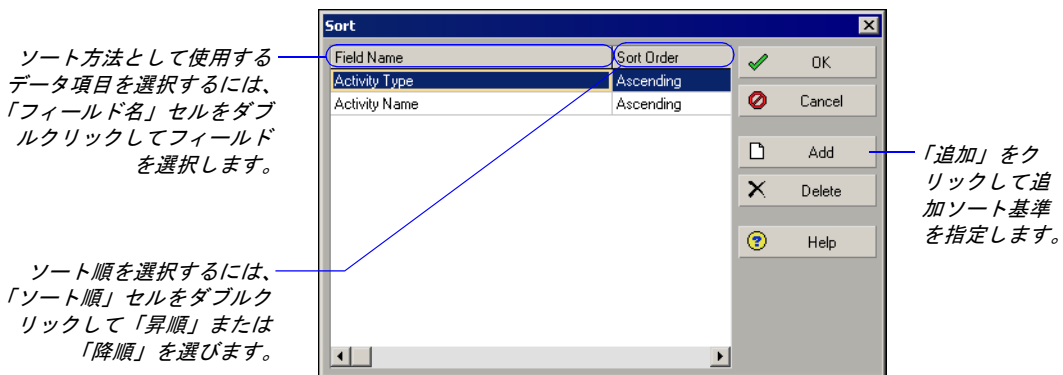 Sort
ソート方法として使用する
データ項目を選択するには、
「フィールド名」セルをダブ
ルクリックしてフィールド
を選択します。
Field Name Sort Order
Activity Type Ascending
Activity Name Ascending
OK
Cancel
Add
Delete
Help
「追加」をク
リックして追
加ソート基準
を指定します。
ソート順を選択するには、
「ソート順」セルをダブルク
リックして「昇順」または
「降順」を選びます。